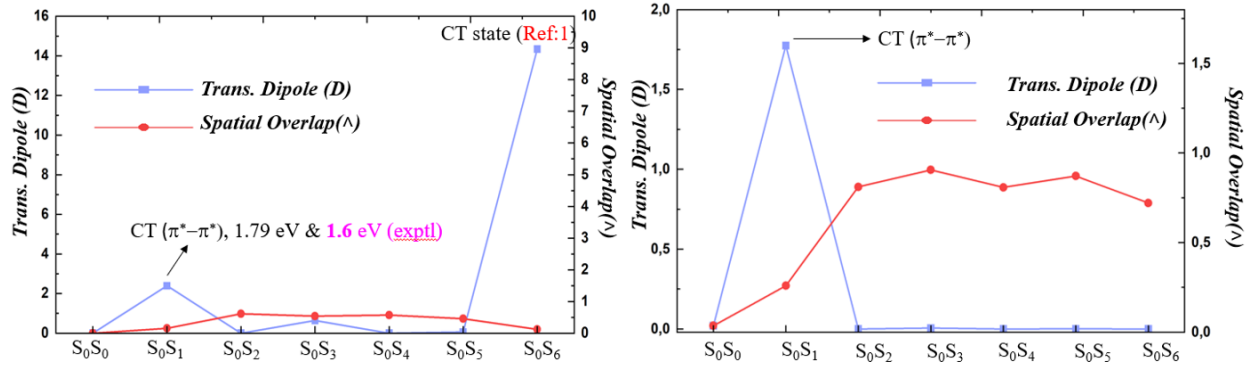 16
14
12
10
8
6
4
2
0
Trans. Dipole (D)
10
9
8
7
6
5
4
3
2
1
0
Spatial Overlap(^)
CT state (Ref:1)
Trans. Dipole (D)
Spatial Overlap(^)
CT (π*−π*), 1.79 eV & 1.6 eV (exptl)
S₀S₀ S₀S₁ S₀S₂ S₀S₃ S₀S₄ S₀S₅ S₀S₆
2,0
1,5
1,0
0,5
0,0
Trans. Dipole (D)
1,5
1,0
0,5
0,0
Spatial Overlap(^)
CT (π*−π*)
Trans. Dipole (D)
Spatial Overlap(^)
S₀S₀ S₀S₁ S₀S₂ S₀S₃ S₀S₄ S₀S₅ S₀S₆